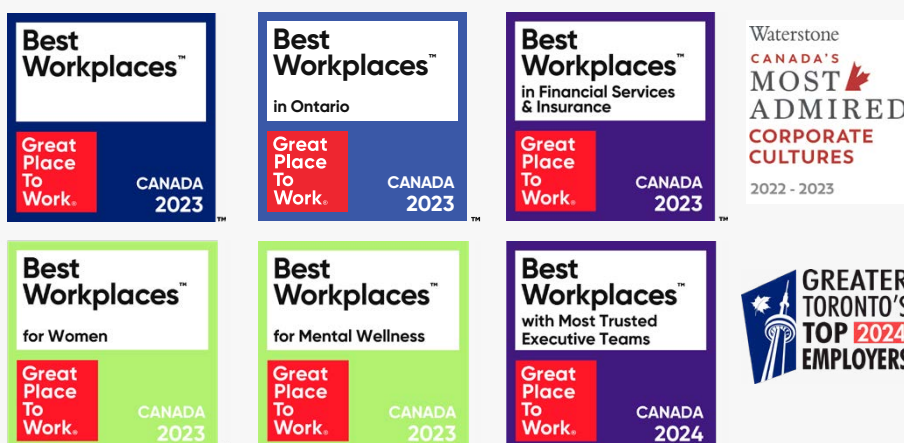 Best
Workplaces™
Great
Place
To
Work®
CANADA
2023
™
Best
Workplaces™
in Ontario
Great
Place
To
Work®
CANADA
2023
™
Best
Workplaces™
in Financial Services
& Insurance
Great
Place
To
Work®
CANADA
2023
™
Waterstone
CANADA'S
MOST
ADMIRED
CORPORATE
CULTURES
2022 - 2023
Best
Workplaces™
for Women
Great
Place
To
Work®
CANADA
2023
Best
Workplaces™
for Mental Wellness
Great
Place
To
Work®
CANADA
2023
Best
Workplaces™
with Most Trusted
Executive Teams
Great
Place
To
Work®
CANADA
2024
GREATER
TORONTO'S
TOP 2024
EMPLOYERS